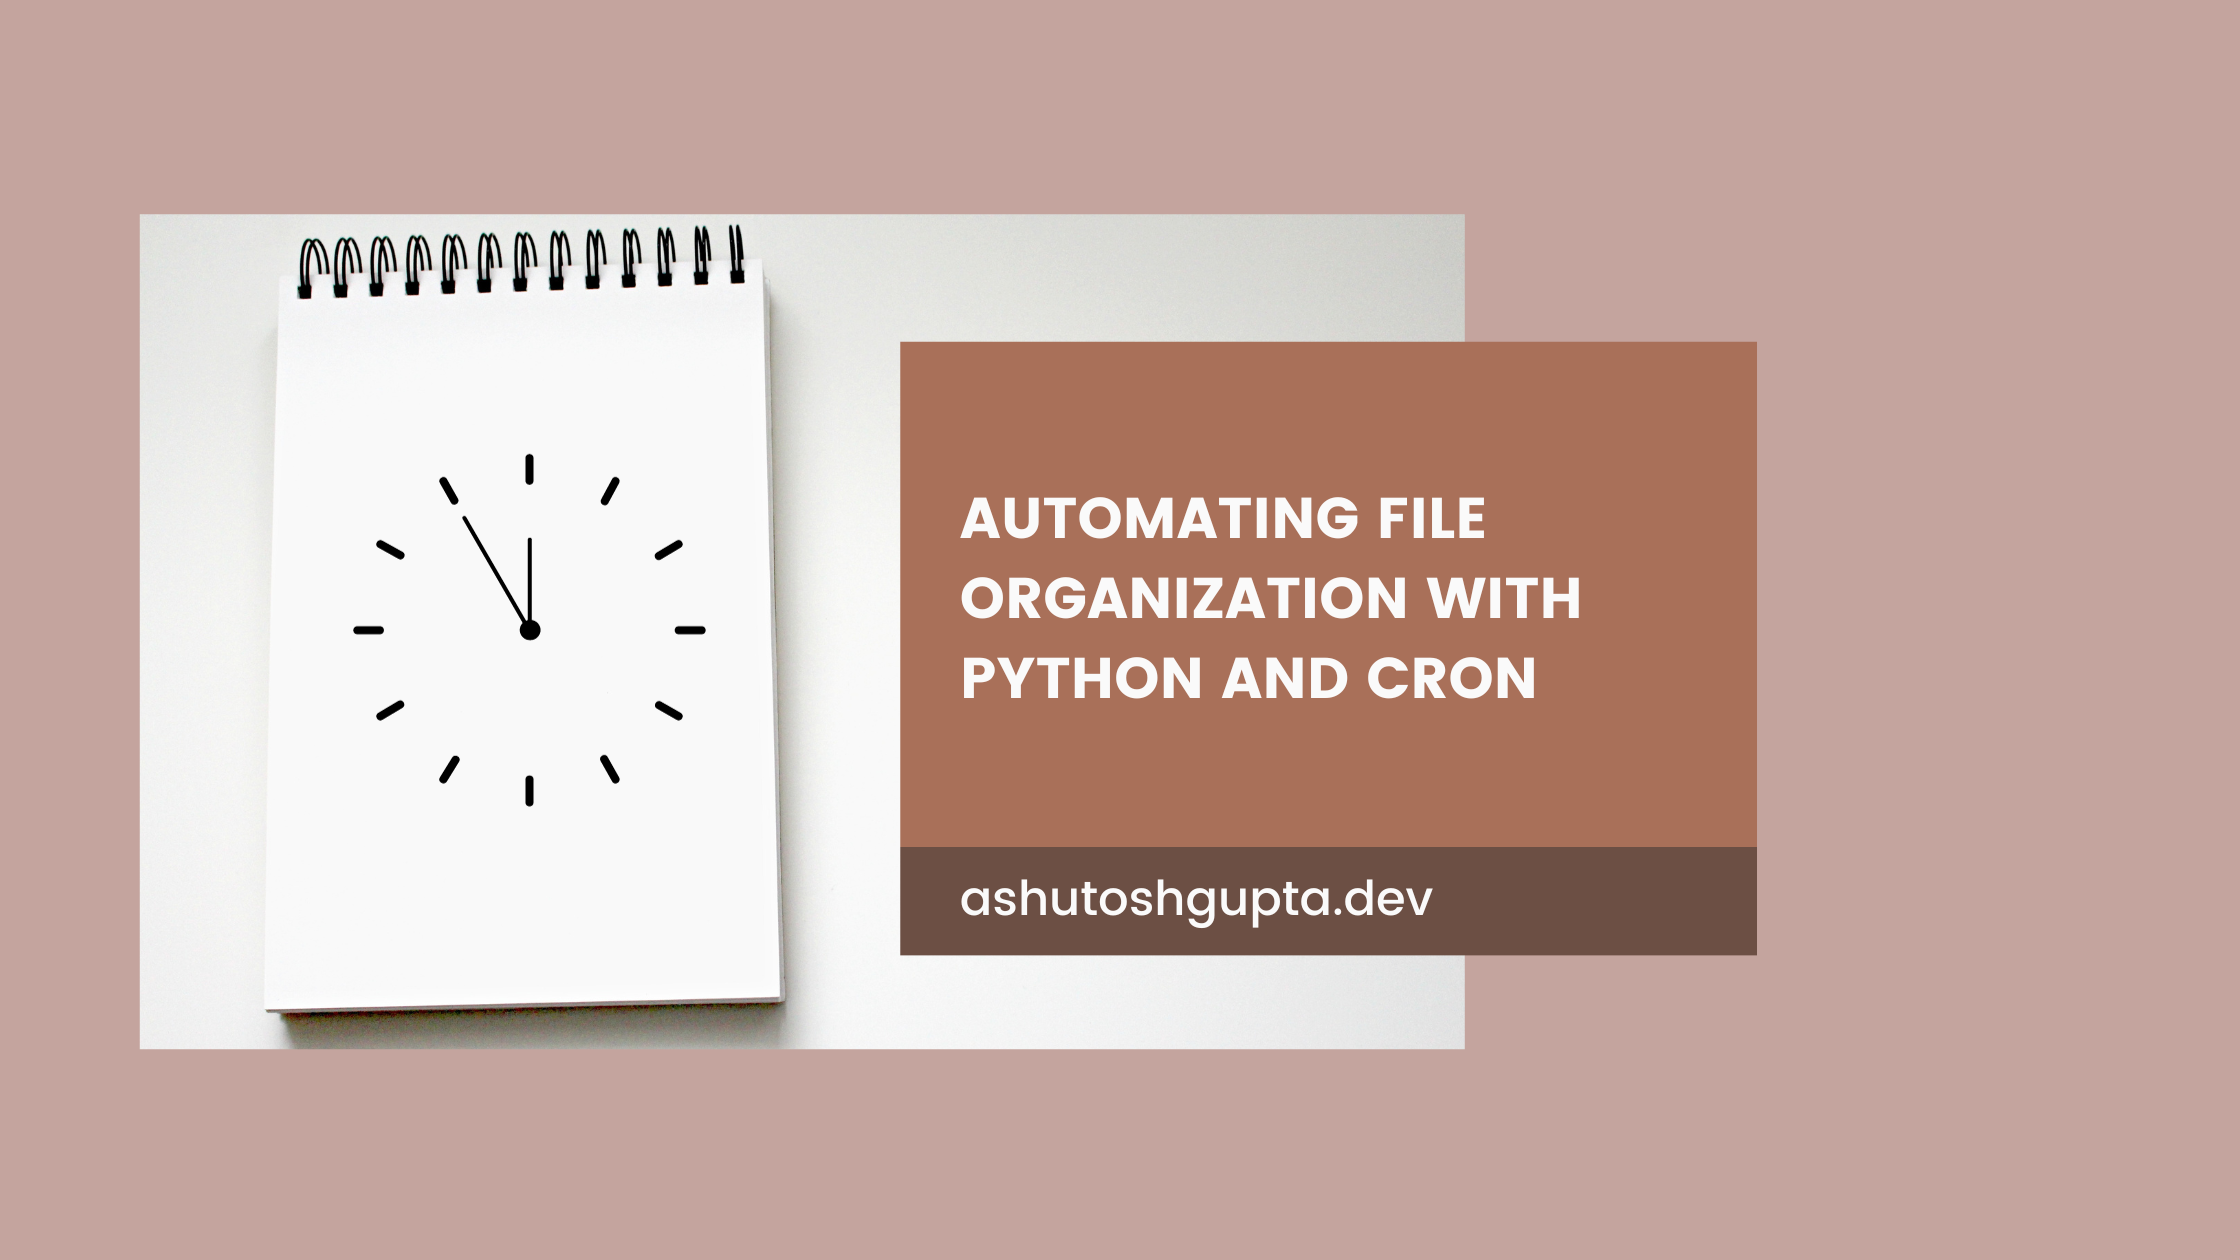 AUTOMATING FILE
ORGANIZATION WITH
PYTHON AND CRON
ashutoshgupta.dev